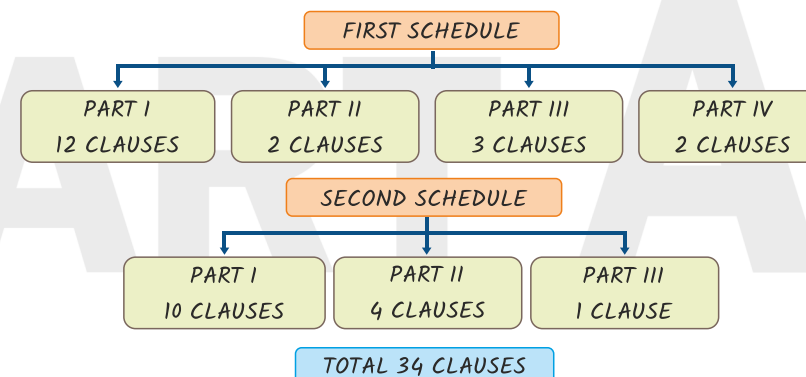 FIRST SCHEDULE
PART I
12 CLAUSES
PART II
2 CLAUSES
PART III
3 CLAUSES
PART IV
2 CLAUSES
SECOND SCHEDULE
PART I
10 CLAUSES
PART II
4 CLAUSES
PART III
1 CLAUSE
TOTAL 34 CLAUSES